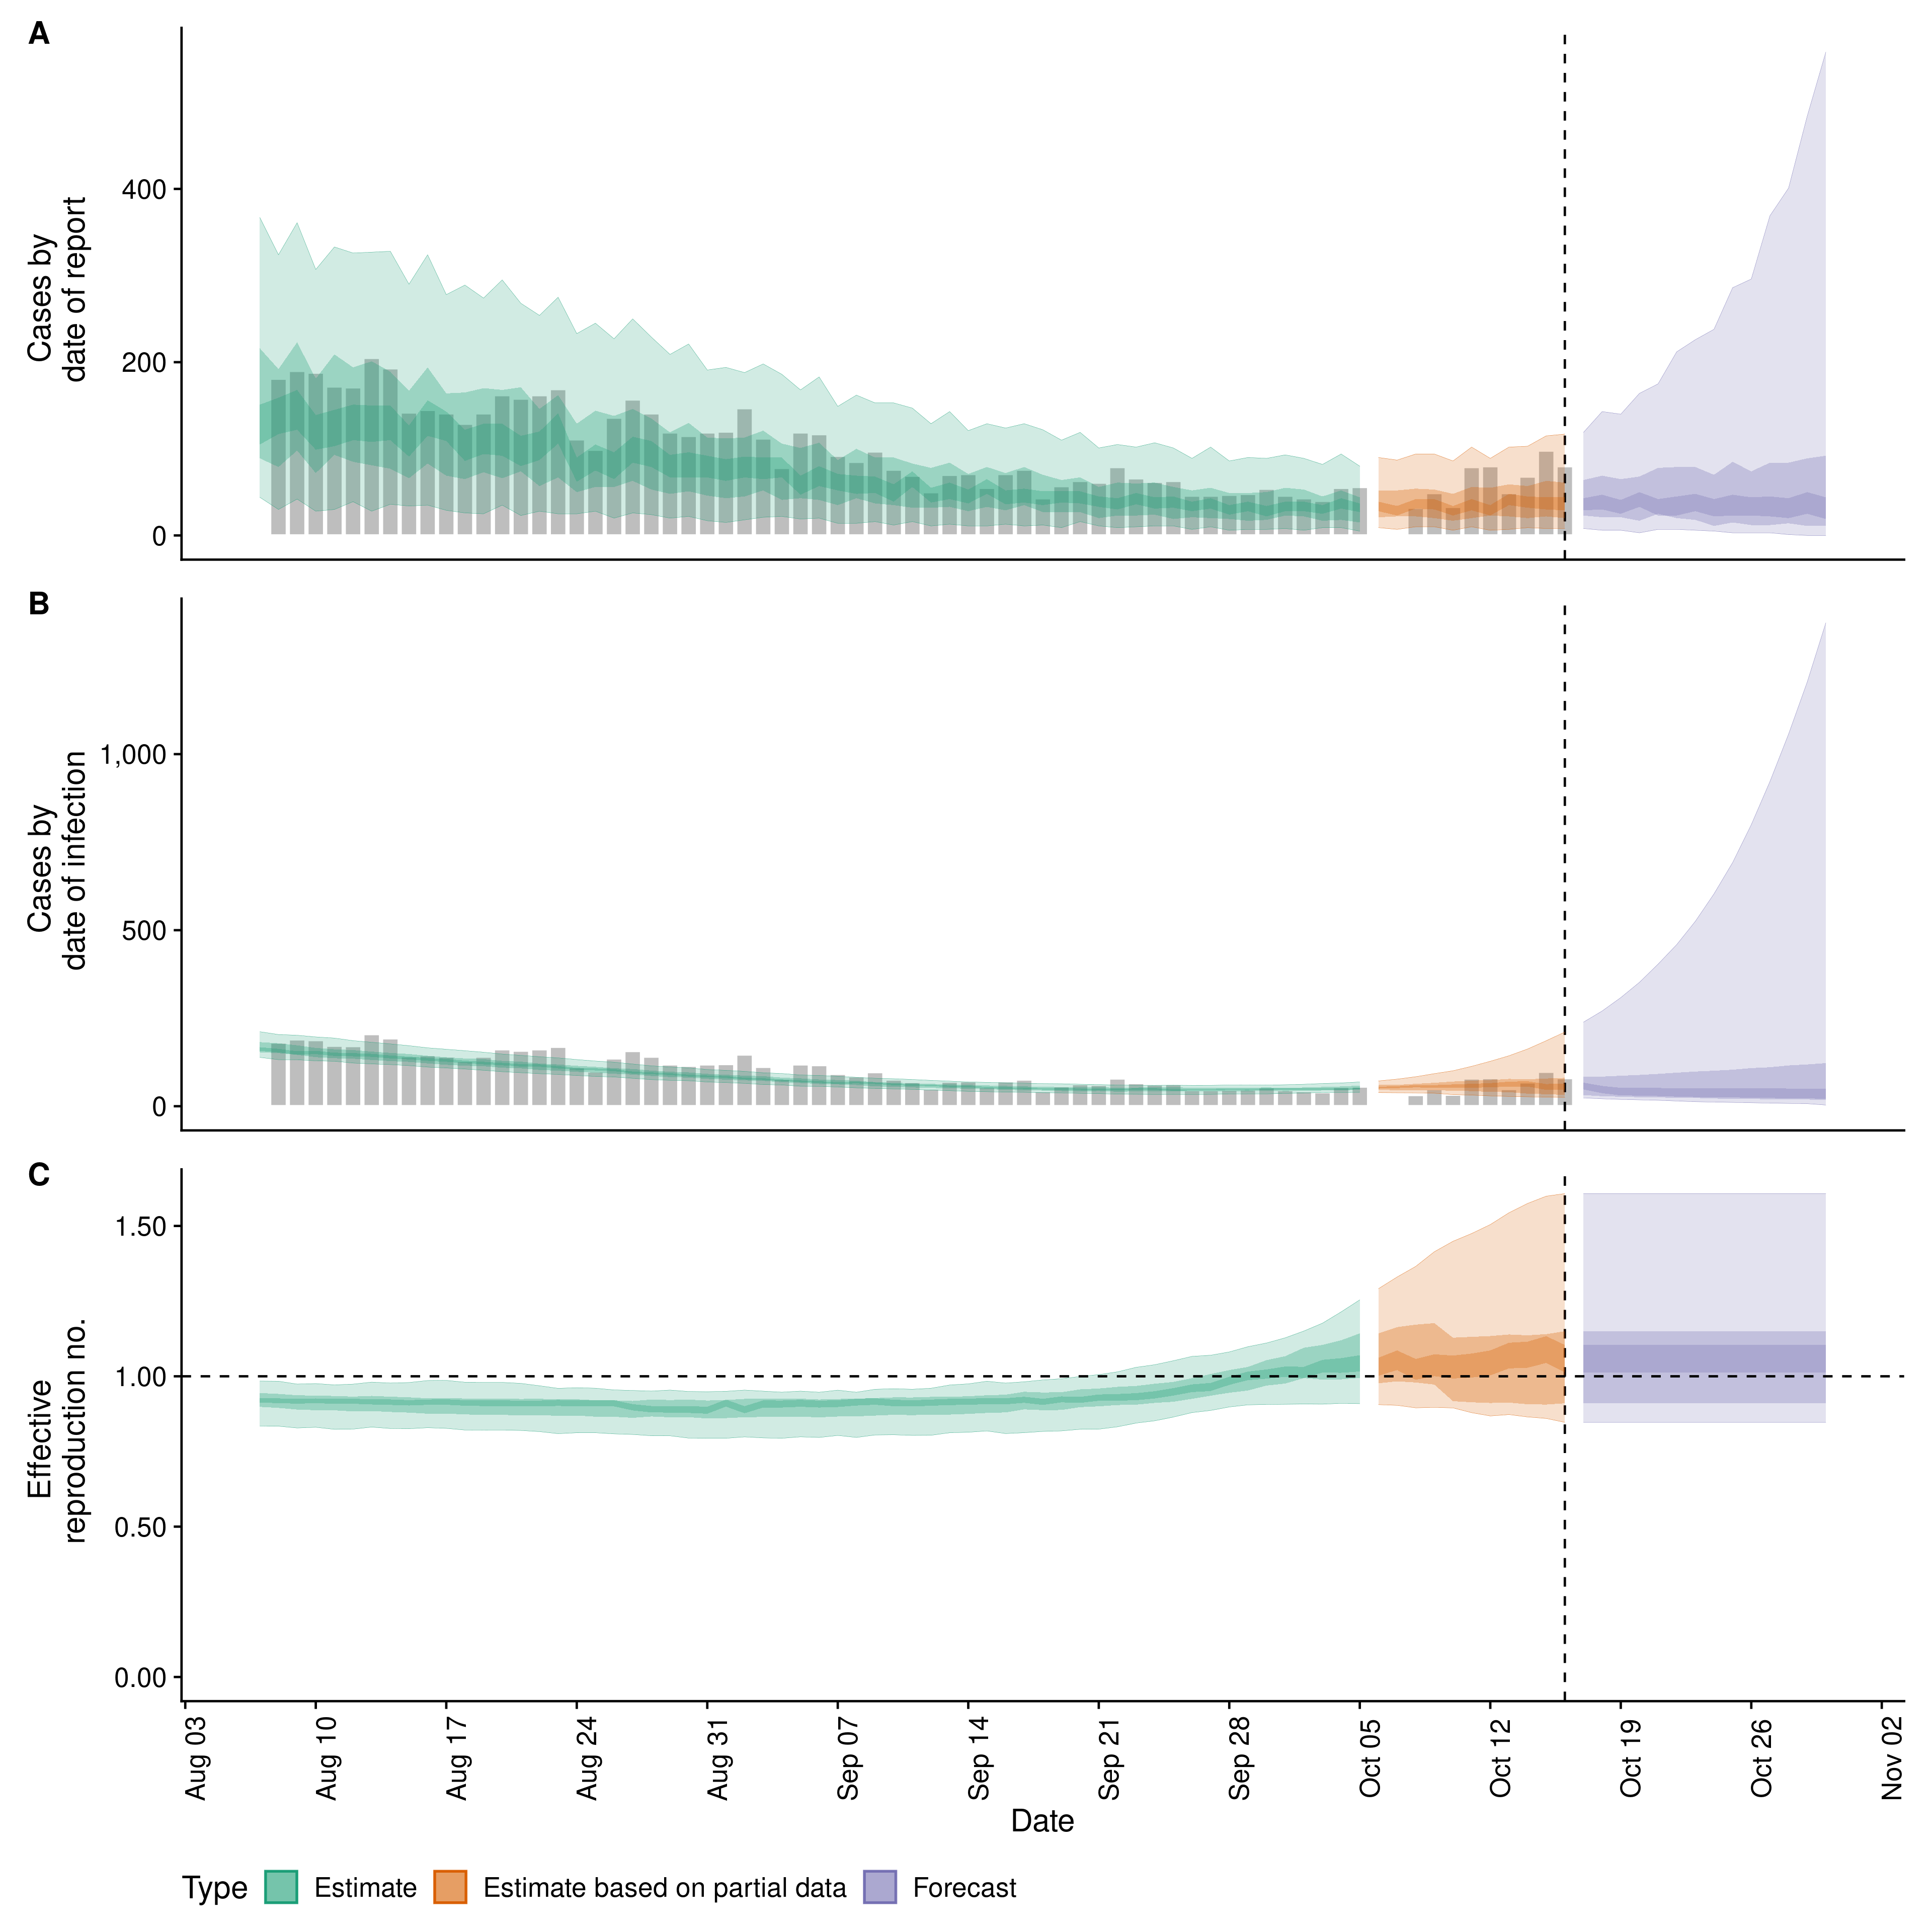 A
Cases by
date of report
400
200
0
B
Cases by
date of infection
1,000
500
0
C
Effective
reproduction no.
1.50
1.00
0.50
0.00
Aug 03
Aug 10
Aug 17
Aug 24
Aug 31
Sep 07
Sep 14
Sep 21
Sep 28
Oct 05
Oct 12
Oct 19
Oct 26
Nov 02
Date
Type Estimate Estimate based on partial data Forecast